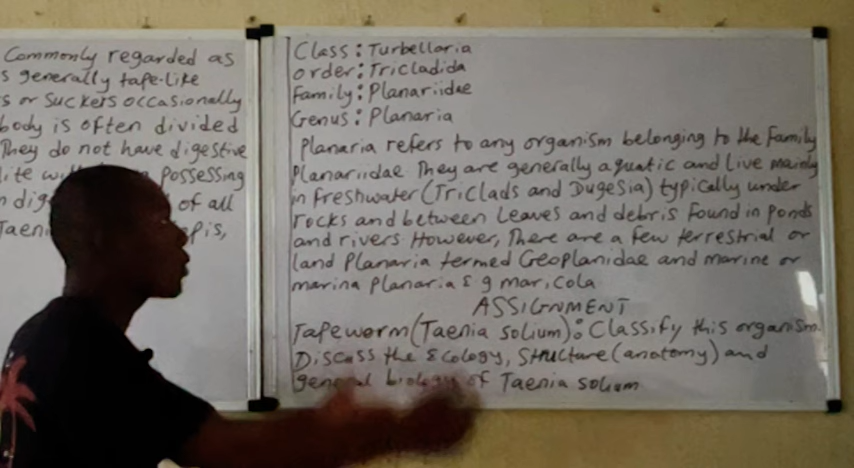 Commonly regarded as
s generally tape-like
s or suckers occasionally
body is often divided
They do not have digestive
lite possessing
n dig of all
Taeni pis,
Class: Turbellaria
order: Tricladida
Family: Planariidae
Genus: Planaria
Planaria refers to any organism belonging to the family
Planariidae They are generally aquatic and Live mainly
in freshwater (Triclads and Dugesia) typically under
rocks and between Leaves and debris found in ponds
and rivers. However, There are a few terrestrial or
land Planaria termed Geoplanidae and marine or
marina planaria E g maricola
ASSIGNMENT
Tapeworm (Taenia solium): Classify this organism.
Discuss the Ecology, Structure (anatomy) and
general biology of Taenia solium